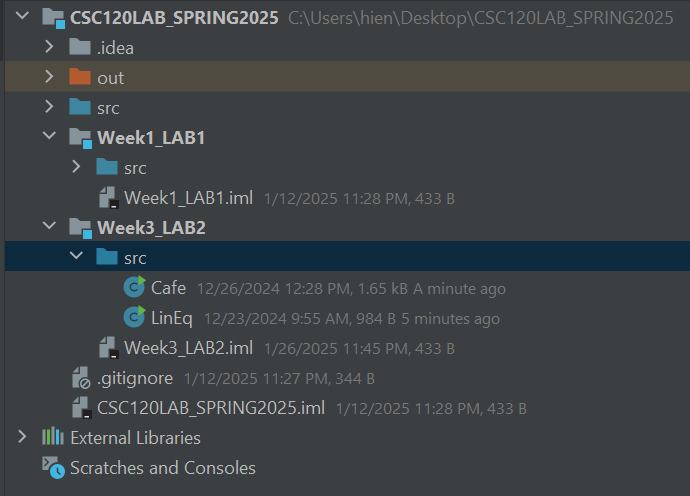 CSC120LAB_SPRING2025 C:\Users\hien\Desktop\CSC120LAB_SPRING2025
.idea
out
src
Week1_LAB1
src
Week1_LAB1.iml 1/12/2025 11:28 PM, 433 B
Week3_LAB2
src
C Cafe 12/26/2024 12:28 PM, 1.65 kB A minute ago
C LinEq 12/23/2024 9:55 AM, 984 B 5 minutes ago
Week3_LAB2.iml 1/26/2025 11:45 PM, 433 B
.gitignore 1/12/2025 11:27 PM, 344 B
CSC120LAB_SPRING2025.iml 1/12/2025 11:28 PM, 433 B
External Libraries
Scratches and Consoles